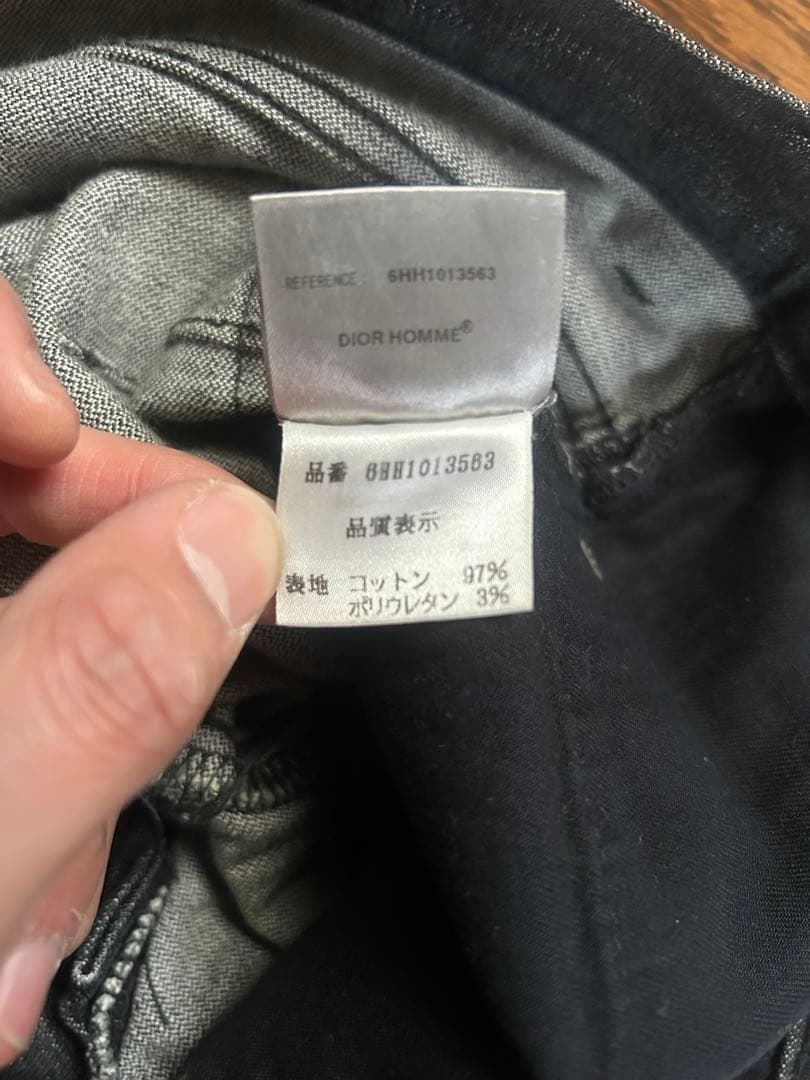 REFERENCE: 6HH1013563
DIOR HOMME®
品番 6HH1013563
品質表示
表地 コットン 97%
ポリウレタン 3%